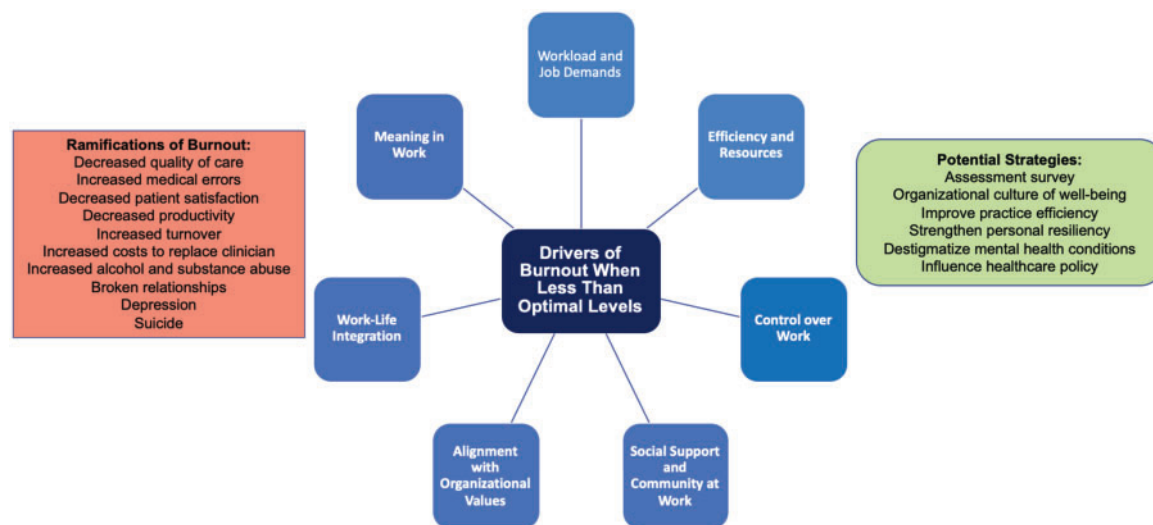 Workload and
Job Demands
Meaning in
Work
Efficiency and
Resources
Ramifications of Burnout:
Decreased quality of care
Increased medical errors
Decreased patient satisfaction
Decreased productivity
Increased turnover
Increased costs to replace clinician
Increased alcohol and substance abuse
Broken relationships
Depression
Suicide
Potential Strategies:
Assessment survey
Organizational culture of well-being
Improve practice efficiency
Strengthen personal resiliency
Destigmatize mental health conditions
Influence healthcare policy
Drivers of
Burnout When
Less Than
Optimal Levels
Work-Life
Integration
Control over
Work
Alignment
with
Organizational
Values
Social Support
and
Community at
Work